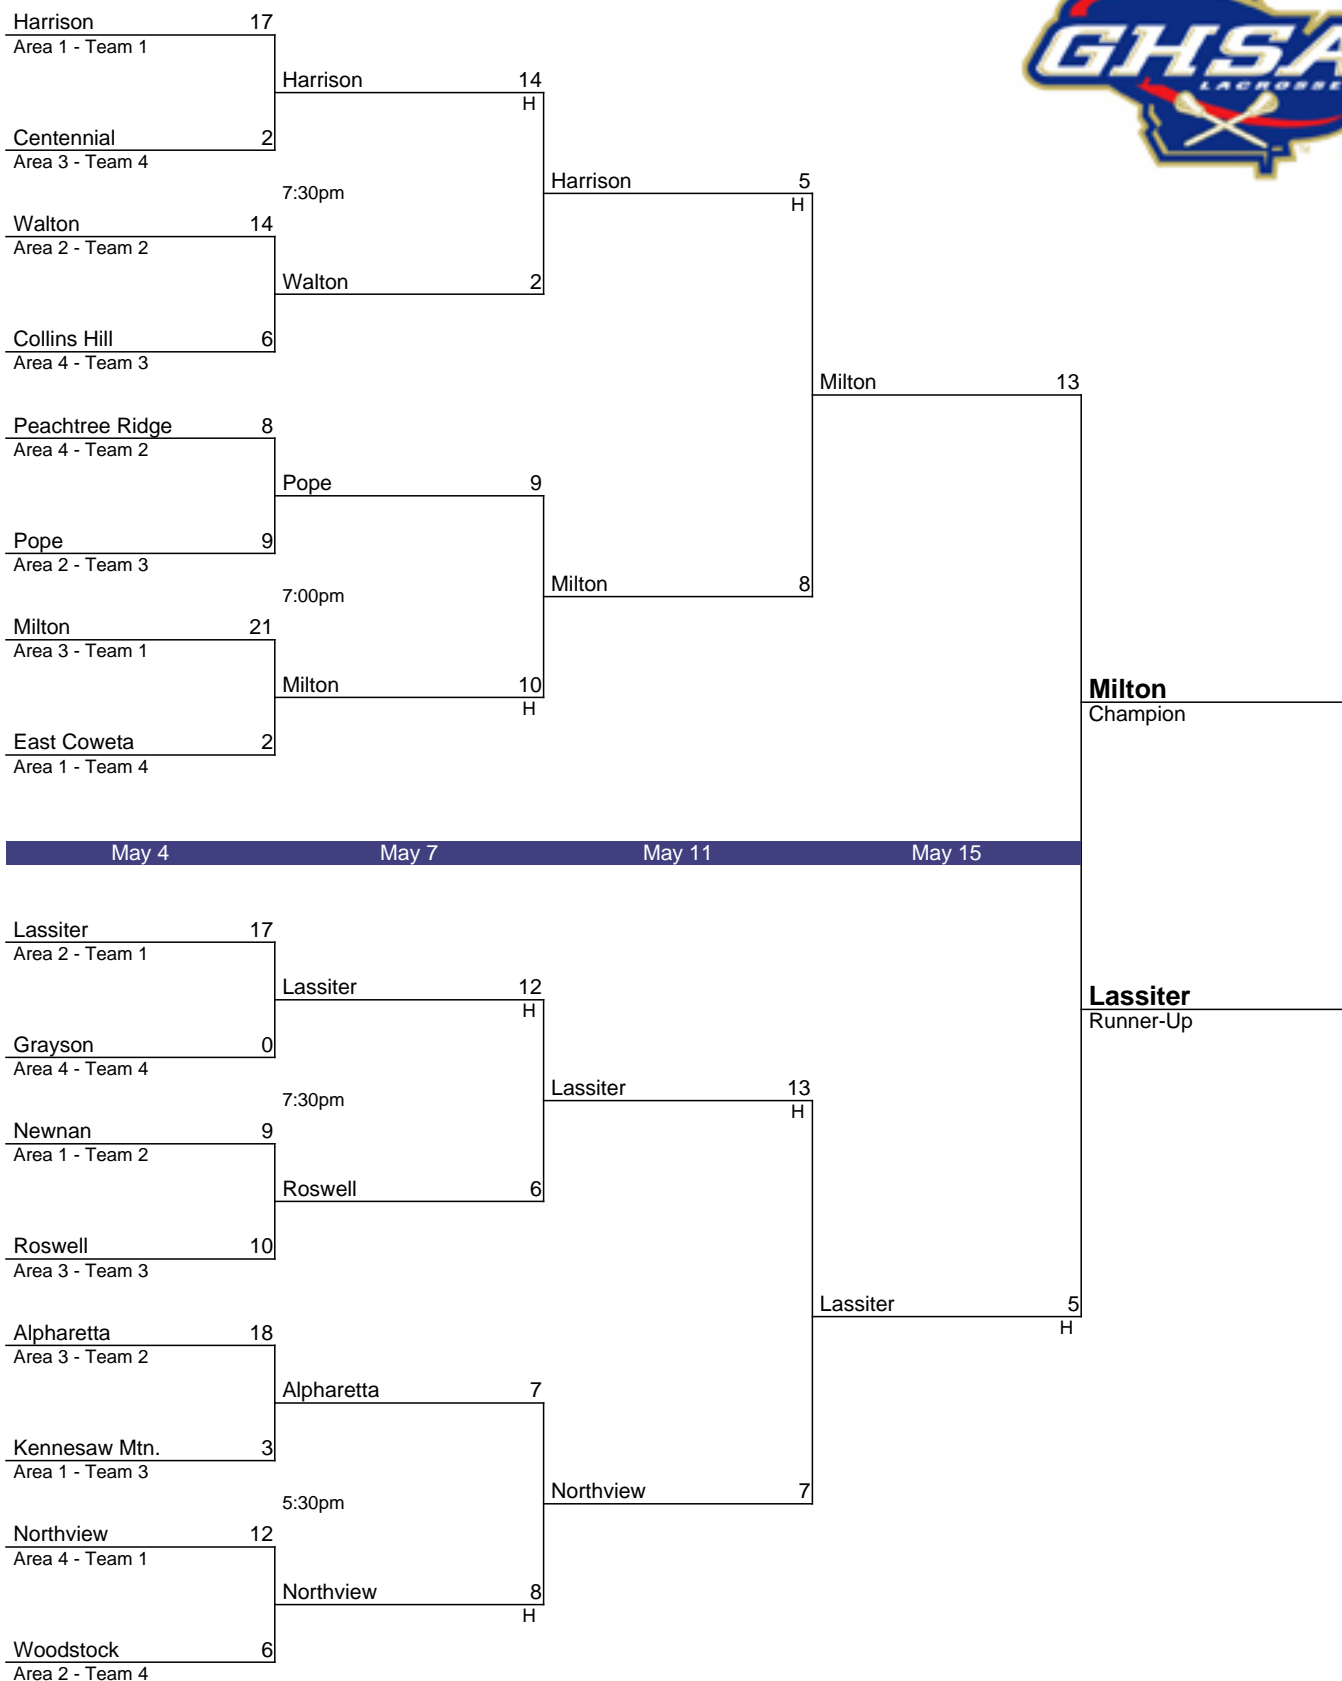 GHSA
LACROSSE
Harrison 17
Area 1 - Team 1
Harrison 14
H
Centennial 2
Area 3 - Team 4
Harrison 5
H
7:30pm
Walton 14
Area 2 - Team 2
Walton 2
Collins Hill 6
Area 4 - Team 3
Milton 13
Peachtree Ridge 8
Area 4 - Team 2
Pope 9
Pope 9
Area 2 - Team 3
Milton 8
7:00pm
Milton 21
Area 3 - Team 1
Milton 10
H
Milton
Champion
East Coweta 2
Area 1 - Team 4
May 4 May 7 May 11 May 15
Lassiter 17
Area 2 - Team 1
Lassiter 12
H
Lassiter
Runner-Up
Grayson 0
Area 4 - Team 4
Lassiter 13
H
7:30pm
Newnan 9
Area 1 - Team 2
Roswell 6
Roswell 10
Area 3 - Team 3
Lassiter 5
H
Alpharetta 18
Area 3 - Team 2
Alpharetta 7
Kennesaw Mtn. 3
Area 1 - Team 3
Northview 7
5:30pm
Northview 12
Area 4 - Team 1
Northview 8
H
Woodstock 6
Area 2 - Team 4